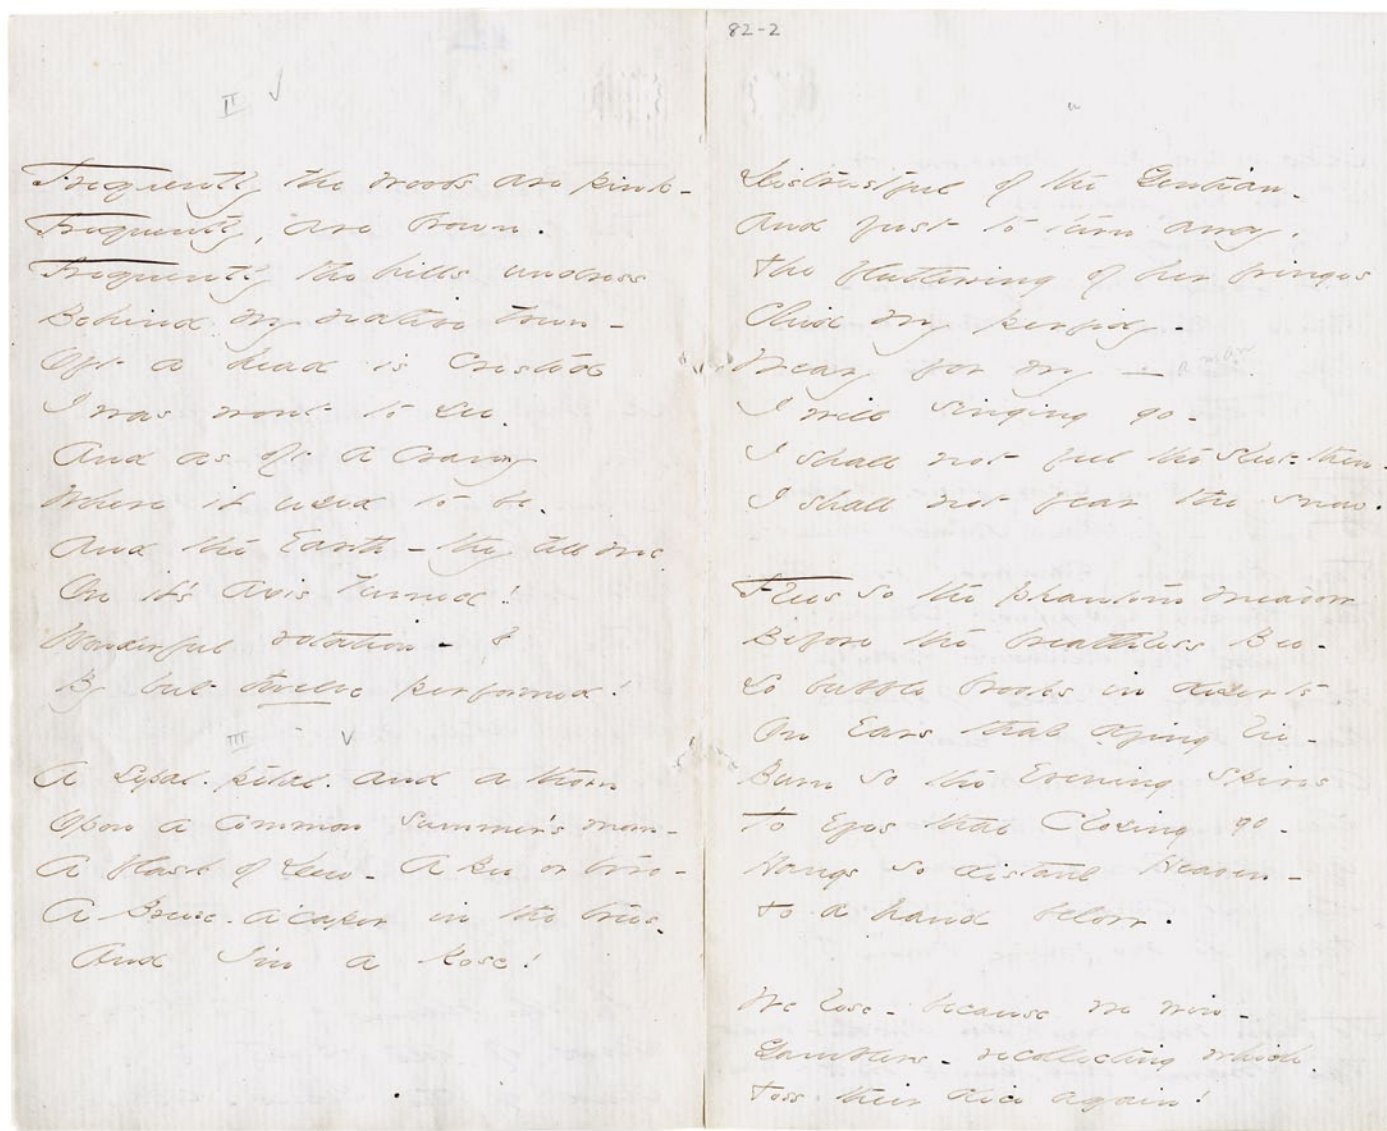 II ✓
Frequently the woods are pink -
Frequently, are brown.
Frequently the hills undress
Behind my native town -
Oft a head is crested
I was wont to see.
And as oft a cranny
Where it used to be.
And the Earth - they tell me
On it's Axis turned!
Wonderful rotation -
By but twelve performed!
III ✓
A sepal. petal. and a thorn
Upon a common summer's morn -
A flask of Dew - A Bee or two -
A Breeze. a'caper in the trees.
And I'm a Rose!
82-2
Distrustful of the Gentian.
And just to turn away.
The fluttering of her fringes
Chid my perfidy -
Weary for my —
I will singing go -
I shall not feel the sleet - then -
I shall not fear the snow.
Flees so the phantom meadow
Before the breathless Bee -
So bubble brooks in deserts
On Ears that dying lie -
Burn so the Evening Spires
To Eyes that Closing go -
Hangs so distant Heaven -
To a hand below.
We lose - because we win -
Gamblers - recollecting which
Toss their dice again!